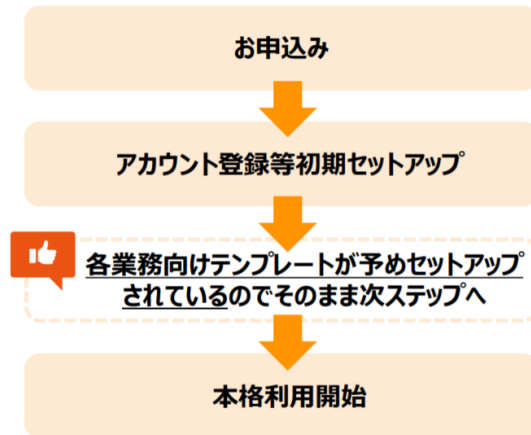 お申込み
アカウント登録等初期セットアップ
各業務向けテンプレートが予めセットアップ
されているのでそのまま次ステップへ
本格利用開始